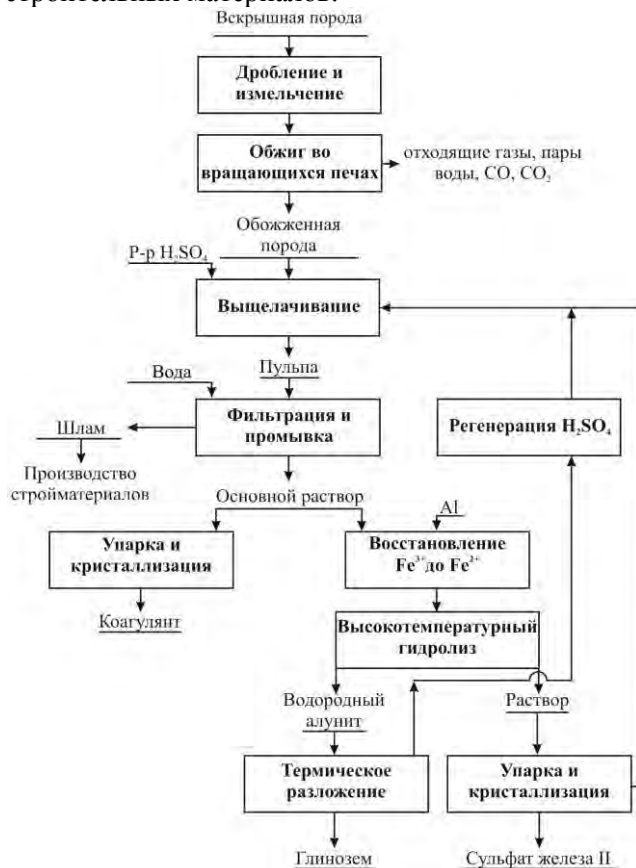 строительных материалов.
Вскрышная порода
Дробление и
измельчение
Обжиг во
вращающихся печах
отходящие газы, пары
воды, CO, CO₂
Обожженная
порода
Р-р H₂SO₄
Выщелачивание
Пульпа
Вода
Фильтрация и
промывка
Регенерация H₂SO₄
Шлам
Производство
стройматериалов
Основной раствор
Al
Упарка и
кристаллизация
Восстановление
Fe³⁺до Fe²⁺
Коагулянт
Высокотемпературный
гидролиз
Водородный
алунит
Раствор
Термическое
разложение
Упарка и
кристаллизация
Глинозем
Сульфат железа II